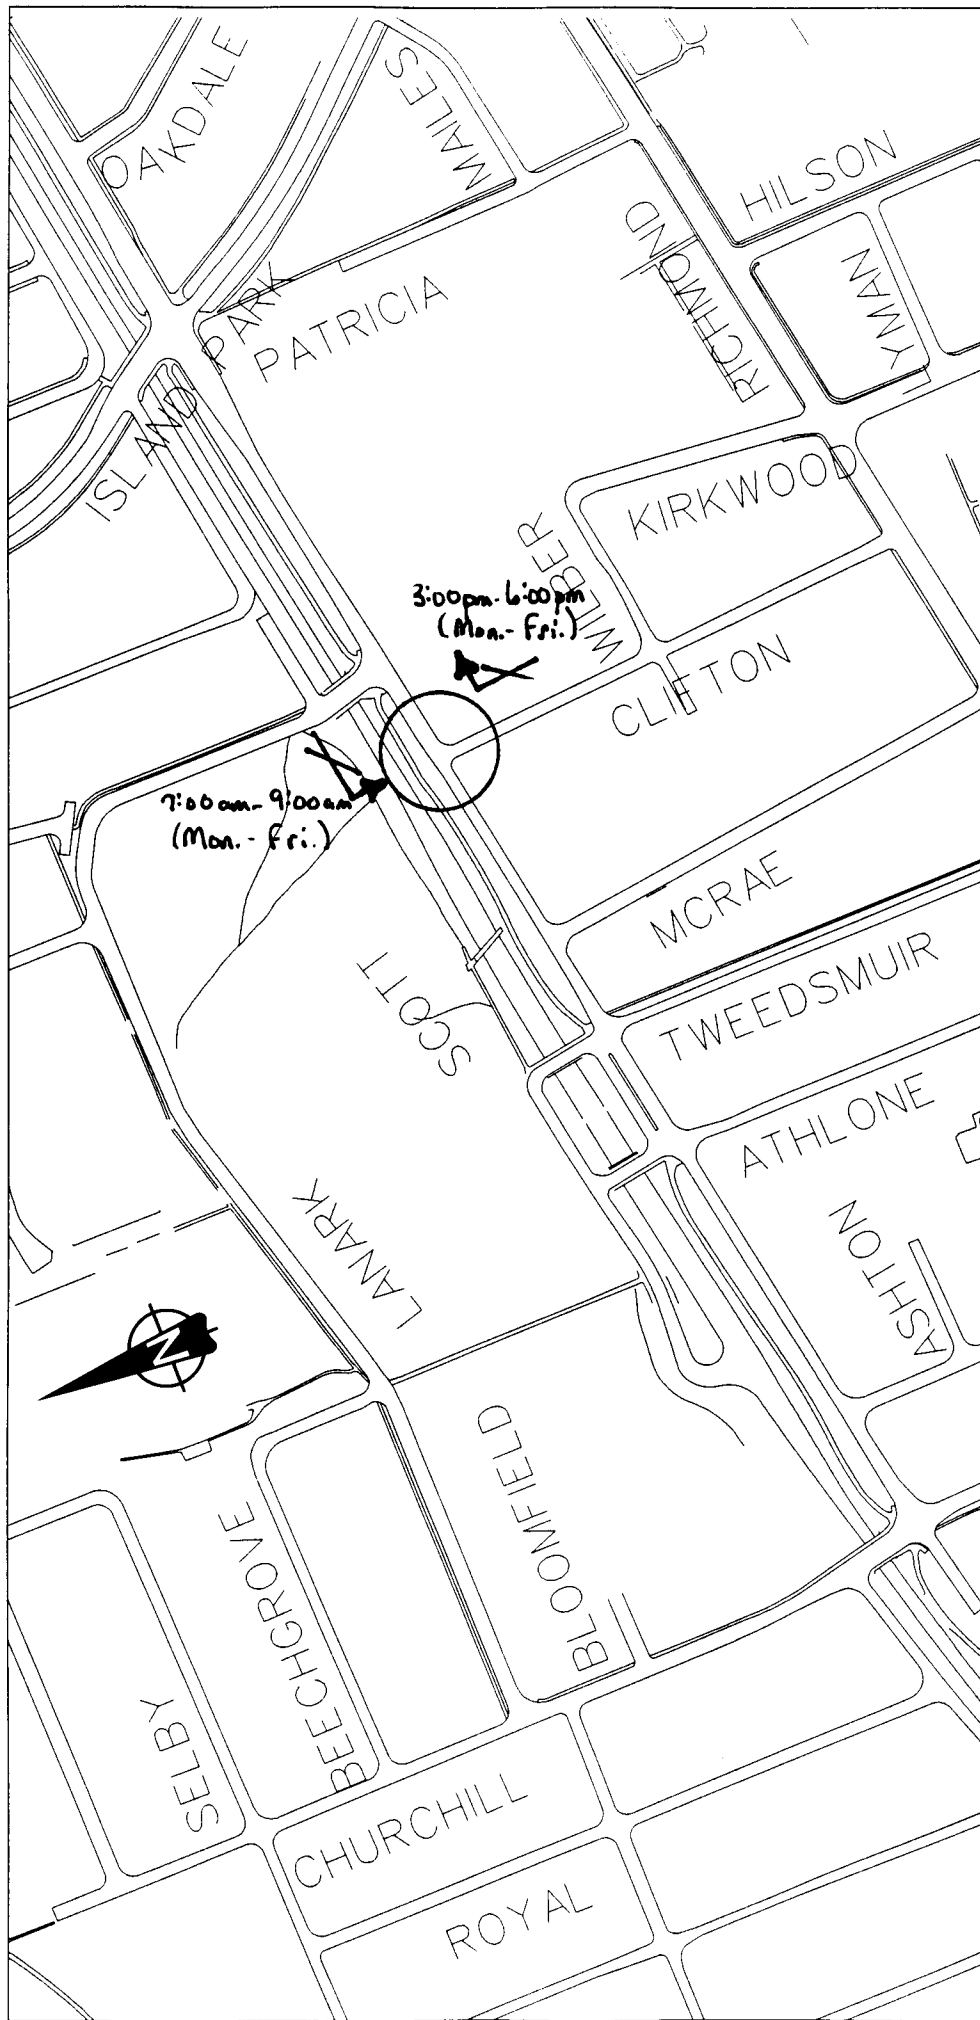 OAKDALE
MAILES
HILSON
RICHMOND
YMAN
ISLAND PARK
PATRICIA
KIRKWOOD
WILBER
3:00pm-6:00pm
(Mon.-Fri.)
CLIFTON
7:00am-9:00am
(Mon.-Fri.)
MCRAE
SCOTT
TWEEDSMUIR
ATHLONE
LANARK
ASHTON
N
BLOOMFIELD
BEECHGROVE
SELBY
CHURCHILL
ROYAL